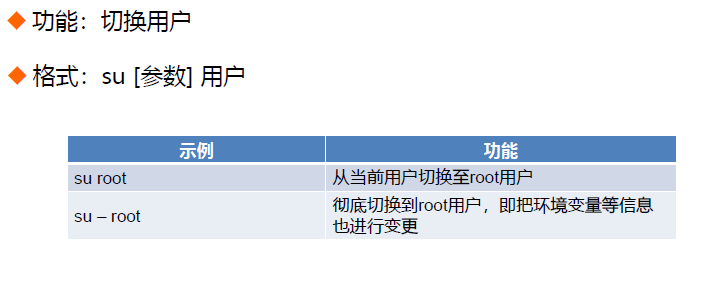 功能：切换用户
格式：su [参数] 用户
示例 功能
su root 从当前用户切换至root用户
su – root 彻底切换到root用户，即把环境变量等信息
也进行变更